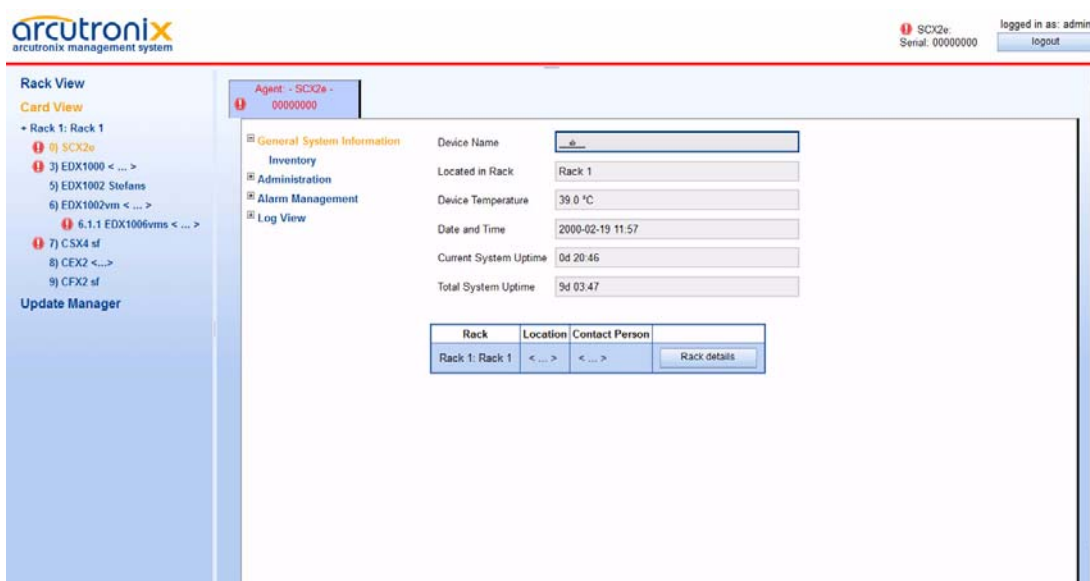 arcutronix
arcutronix management system
SCX2e:
Serial: 00000000
logged in as: admin
logout
Rack View
Card View
Rack 1: Rack 1
0) SCX2e
3) EDX1000 < ... >
5) EDX1002 Stefans
6) EDX1002vm < ... >
6.1.1 EDX1006vms < ... >
7) CSX4 sf
8) CEX2 <...>
9) CFX2 sf
Update Manager
Agent: - SCX2e -
00000000
General System Information
Inventory
Administration
Alarm Management
Log View
Device Name
Located in Rack Rack 1
Device Temperature 39.0 °C
Date and Time 2000-02-19 11:57
Current System Uptime 0d 20:46
Total System Uptime 9d 03:47
Rack Location Contact Person
Rack 1: Rack 1 < ... > < ... > Rack details